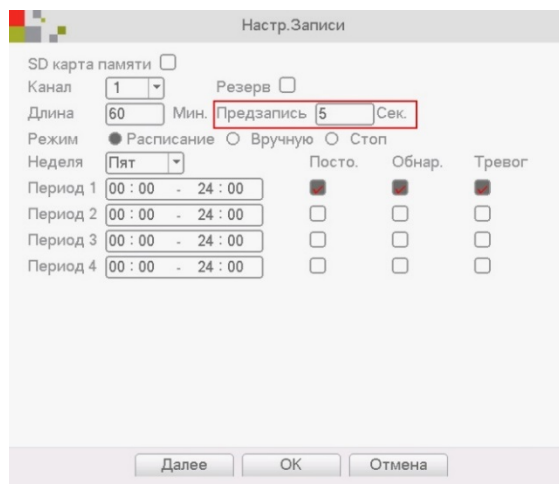 Настр.Записи
SD карта памяти
Канал 1 Резерв
Длина 60 Мин. Предзапись 5 Сек.
Режим Расписание Вручную Стоп
Неделя Пят Посто. Обнар. Тревог
Период 1 00 : 00 - 24 : 00
Период 2 00 : 00 - 24 : 00
Период 3 00 : 00 - 24 : 00
Период 4 00 : 00 - 24 : 00
Далее OK Отмена